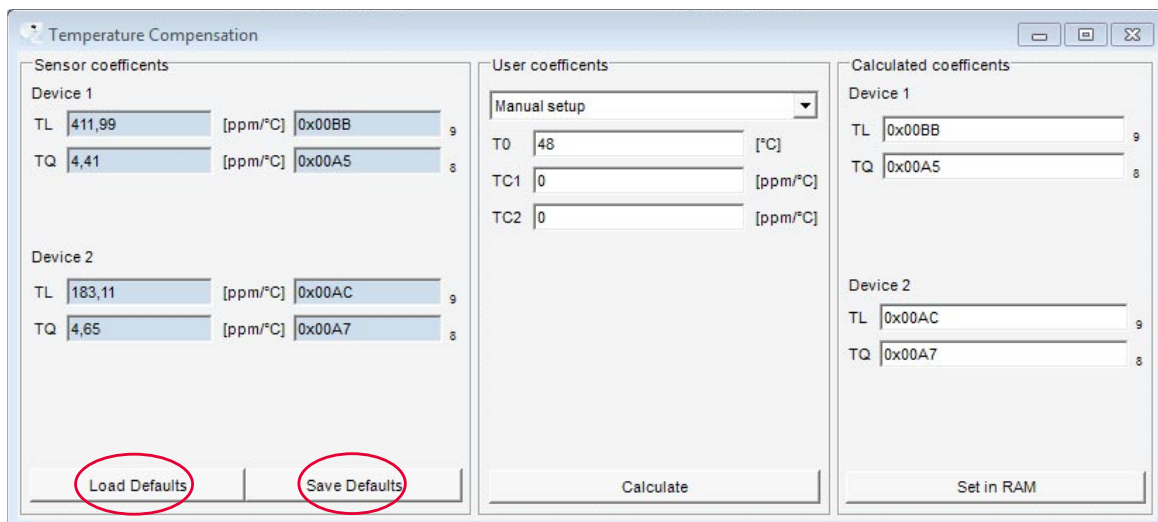 Temperature Compensation
Sensor coefficents
Device 1
TL 411,99 [ppm/°C] 0x00BB 9
TQ 4,41 [ppm/°C] 0x00A5 8
Device 2
TL 183,11 [ppm/°C] 0x00AC 9
TQ 4,65 [ppm/°C] 0x00A7 8
Load Defaults Save Defaults
User coefficents
Manual setup
T0 48 [°C]
TC1 0 [ppm/°C]
TC2 0 [ppm/°C]
Calculate
Calculated coefficents
Device 1
TL 0x00BB 9
TQ 0x00A5 8
Device 2
TL 0x00AC 9
TQ 0x00A7 8
Set in RAM